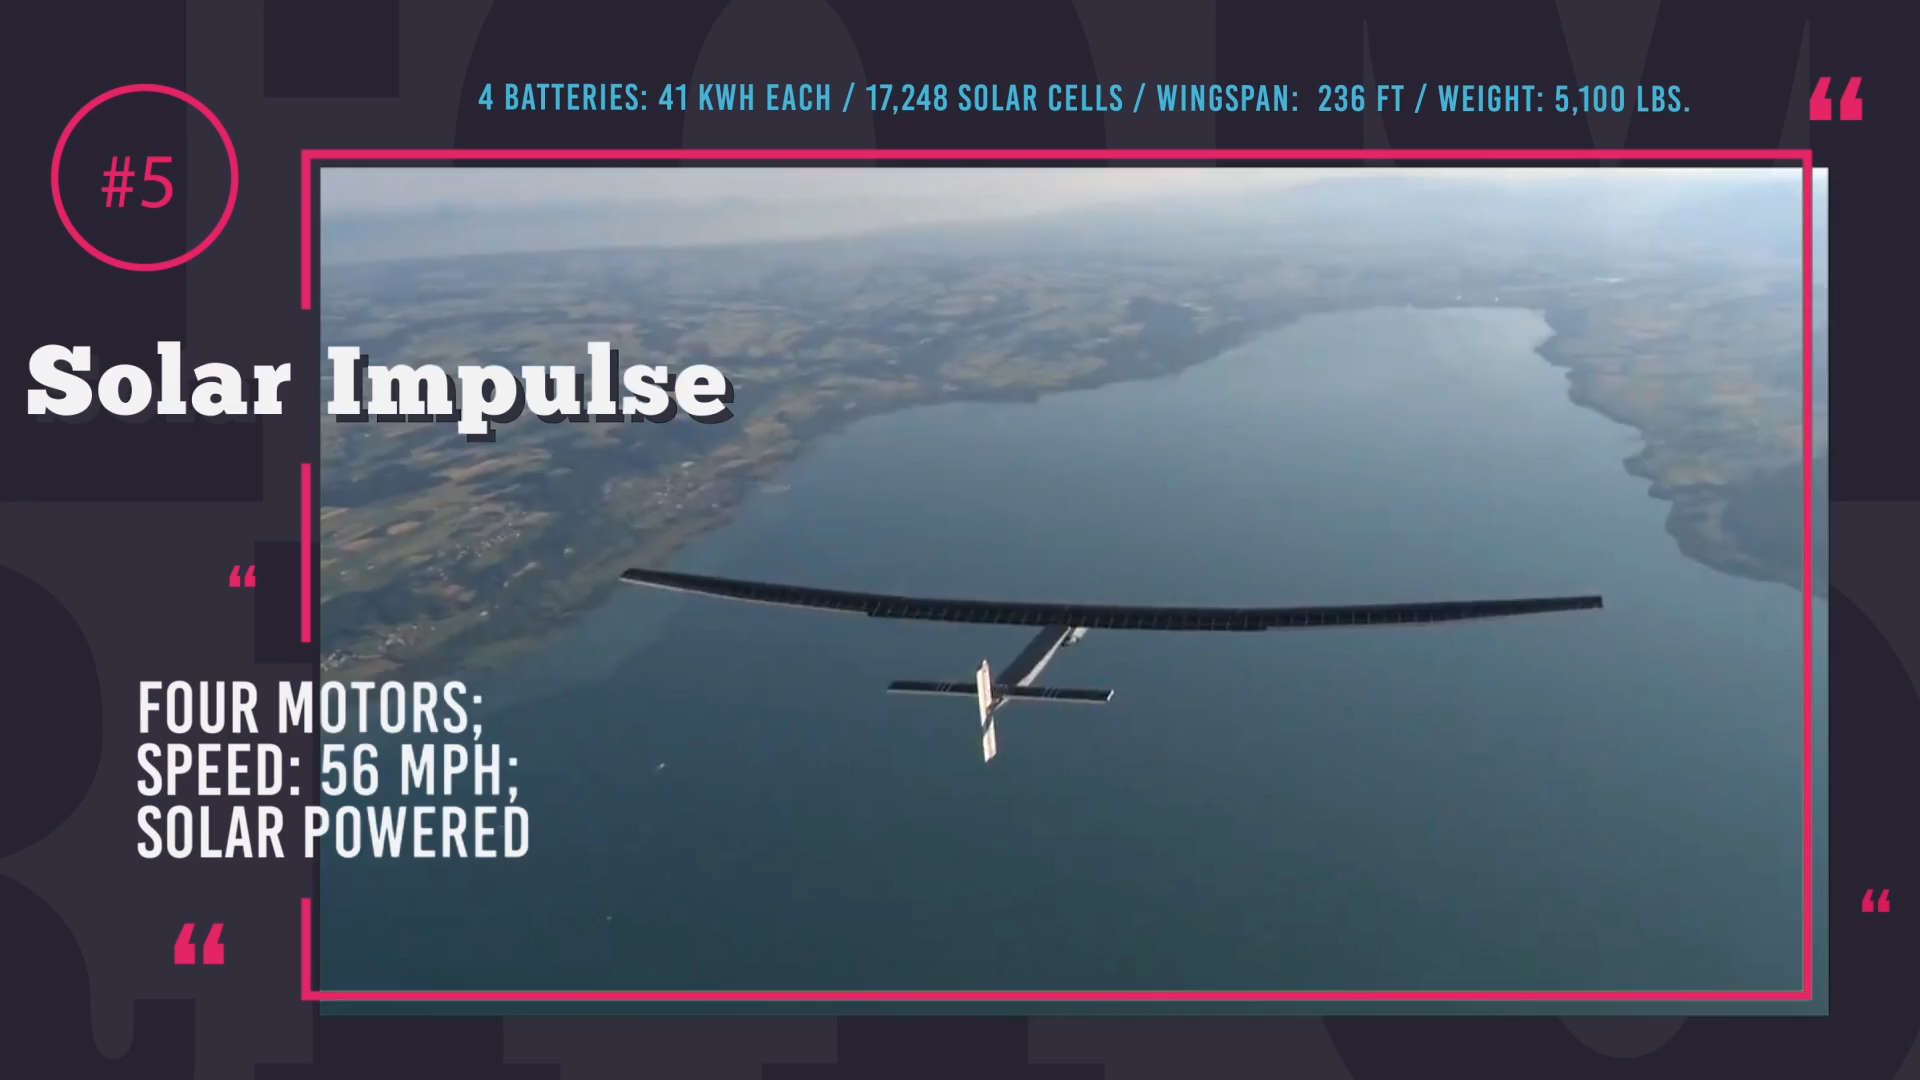 4 BATTERIES: 41 KWH EACH / 17,248 SOLAR CELLS / WINGSPAN: 236 FT / WEIGHT: 5,100 LBS.
#5
Solar Impulse
FOUR MOTORS;
SPEED: 56 MPH;
SOLAR POWERED